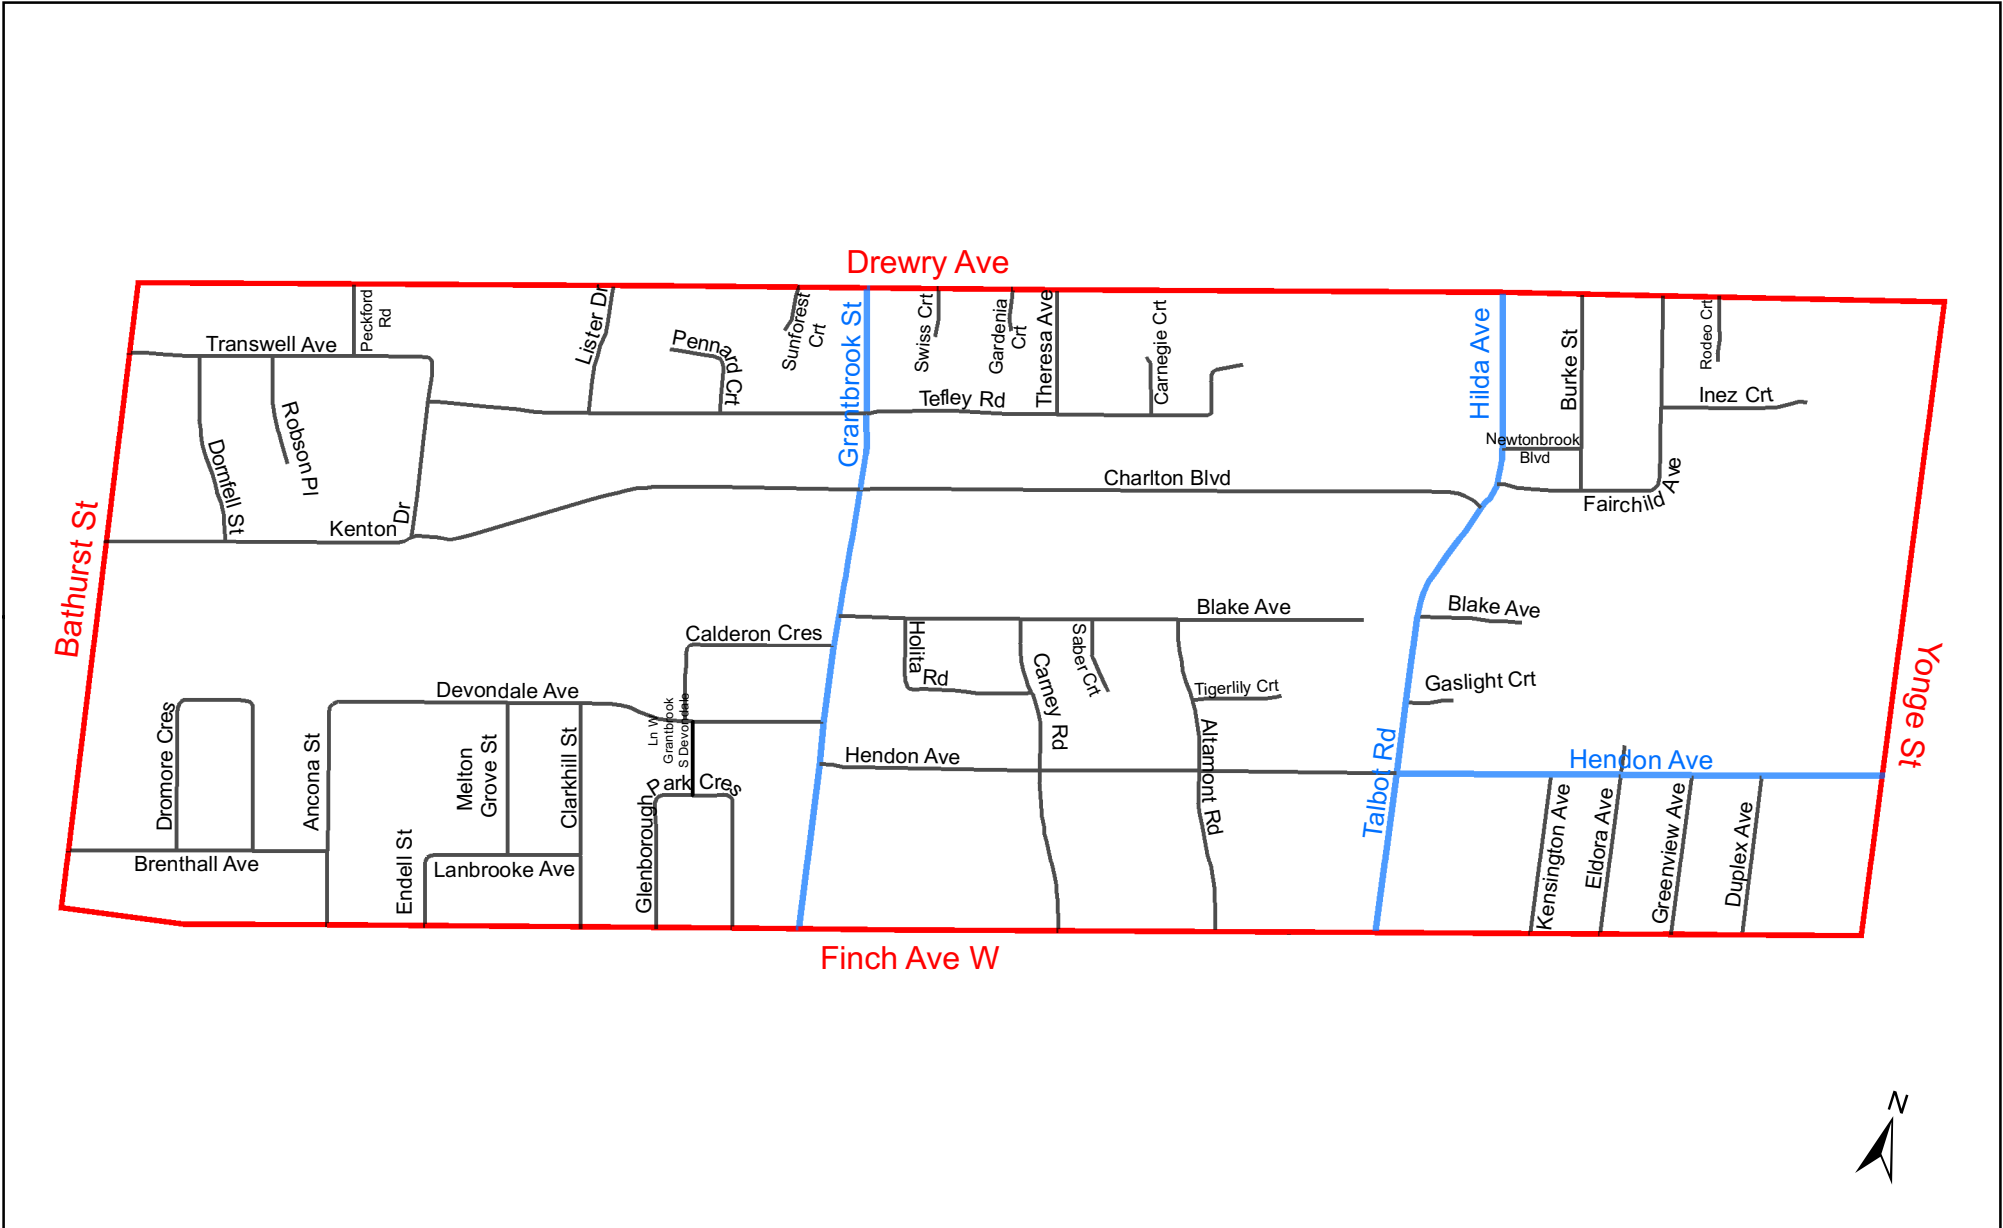 Drewry Ave
Peckford
Rd
Lister Dr
Sunforest
Crt
Grantbrook St
Swiss Crt
Gardenia
Crt
Theresa Ave
Carnegie Crt
Hilda Ave
Burke St
Rodeo Crt
Transwell Ave
Pennard Crt
Tefley Rd
Inez Crt
Robson Pl
Dornfell St
Newtonbrook
Blvd
Charlton Blvd
Fairchild Ave
Kenton Dr
Bathurst St
Blake Ave
Blake Ave
Calderon Cres
Holita
Rd
Carney Rd
Saber Crt
Tigerlily Crt
Gaslight Crt
Yonge St
Devondale Ave
Dromore Cres
Ancona St
Melton
Grove St
Clarkhill St
Ln W
Grantbrook
S Devondale
Altamont Rd
Talbot Rd
Hendon Ave
Hendon Ave
Glenborough
Park Cres
Kensington Ave
Eldora Ave
Greenview Ave
Duplex Ave
Brenthall Ave
Endell St
Lanbrooke Ave
Finch Ave W
N